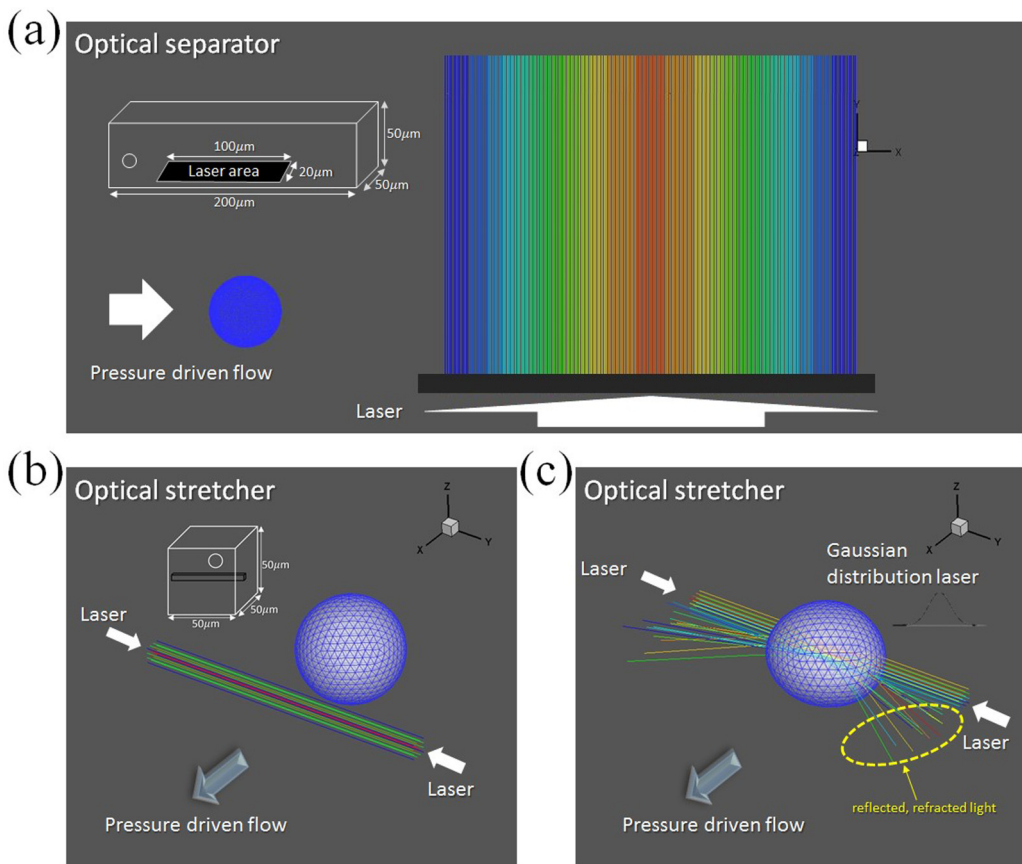 (a)
Optical separator
50μm
100μm
Laser area
20μm
50μm
200μm
Y
Z X
Pressure driven flow
Laser
(b)
Optical stretcher
Z
X Y
50μm
50μm
50μm
Laser
Laser
Pressure driven flow
(c)
Optical stretcher
Z
X Y
Gaussian
distribution laser
Laser
Laser
reflected, refracted light
Pressure driven flow